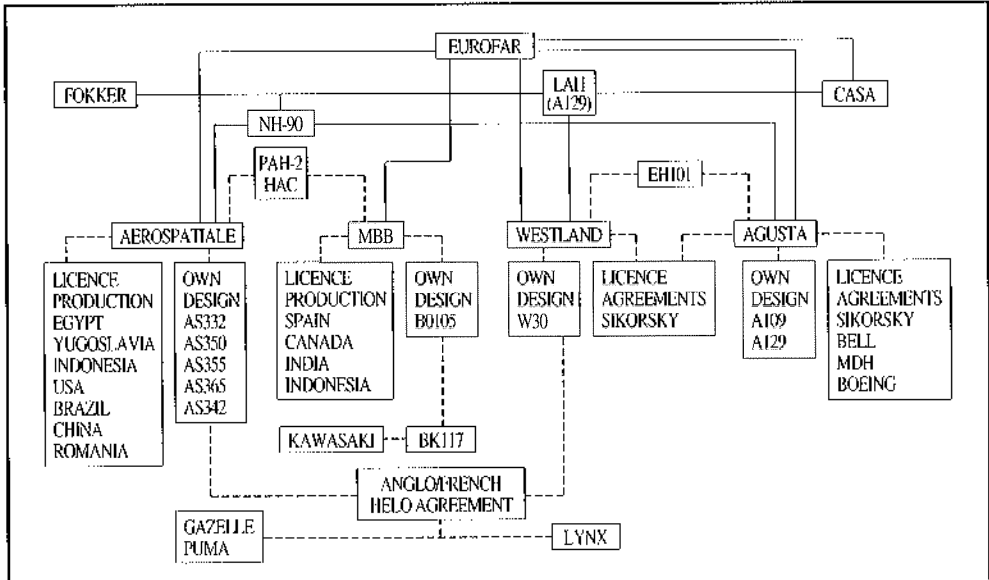 EUROFAR
FOKKER
LAH
(A129)
CASA
NH-90
PAH-2
HAC
EH101
AEROSPATIALE
MBB
WESTLAND
AGUSTA
LICENCE
PRODUCTION
EGYPT
YUGOSLAVIA
INDONESIA
USA
BRAZIL
CHINA
ROMANIA
OWN
DESIGN
AS332
AS350
AS355
AS365
AS342
LICENCE
PRODUCTION
SPAIN
CANADA
INDIA
INDONESIA
OWN
DESIGN
B0105
OWN
DESIGN
W30
LICENCE
AGREEMENTS
SIKORSKY
OWN
DESIGN
A109
A129
LICENCE
AGREEMENTS
SIKORSKY
BELL
MDH
BOEING
KAWASAKI
BK117
ANGLO/FRENCH
HELO AGREEMENT
GAZELLE
PUMA
LYNX